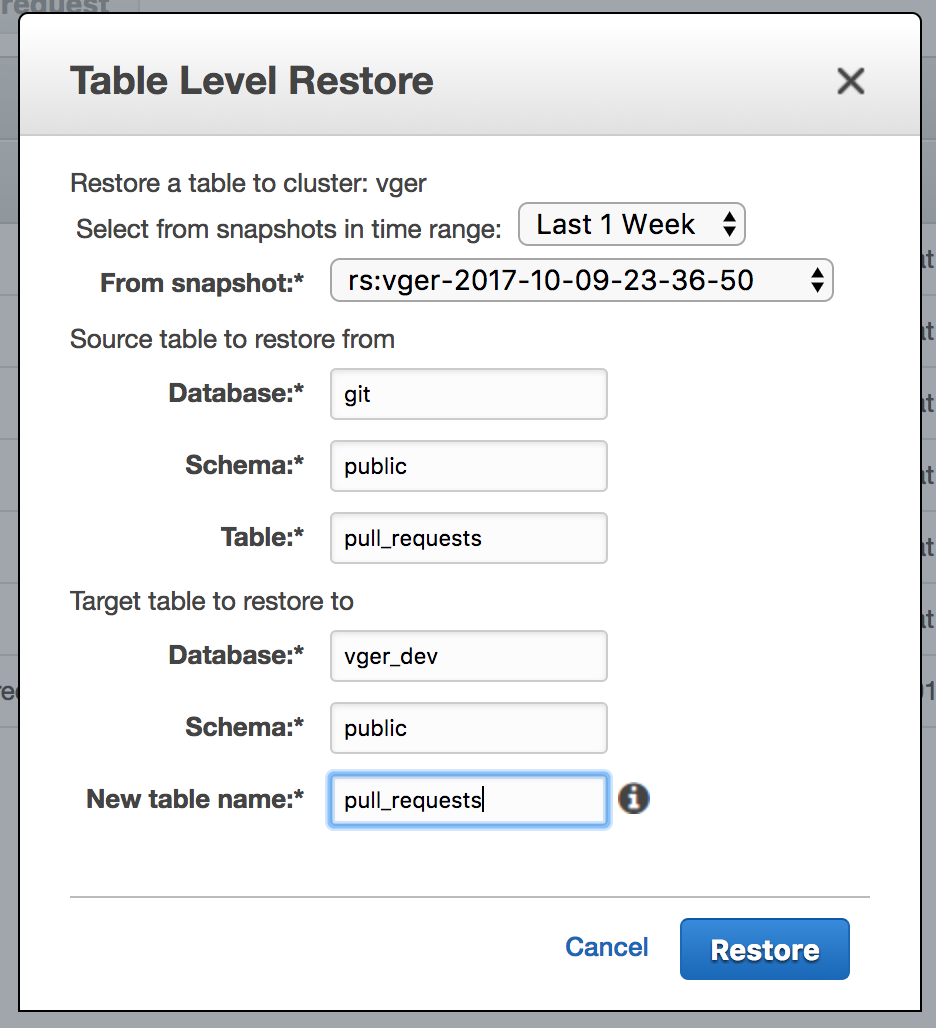 request
Table Level Restore
Restore a table to cluster: vger
Select from snapshots in time range: Last 1 Week
From snapshot:* rs:vger-2017-10-09-23-36-50
Source table to restore from
Database:* git
Schema:* public
Table:* pull_requests
Target table to restore to
Database:* vger_dev
Schema:* public
New table name:* pull_requests
Cancel Restore